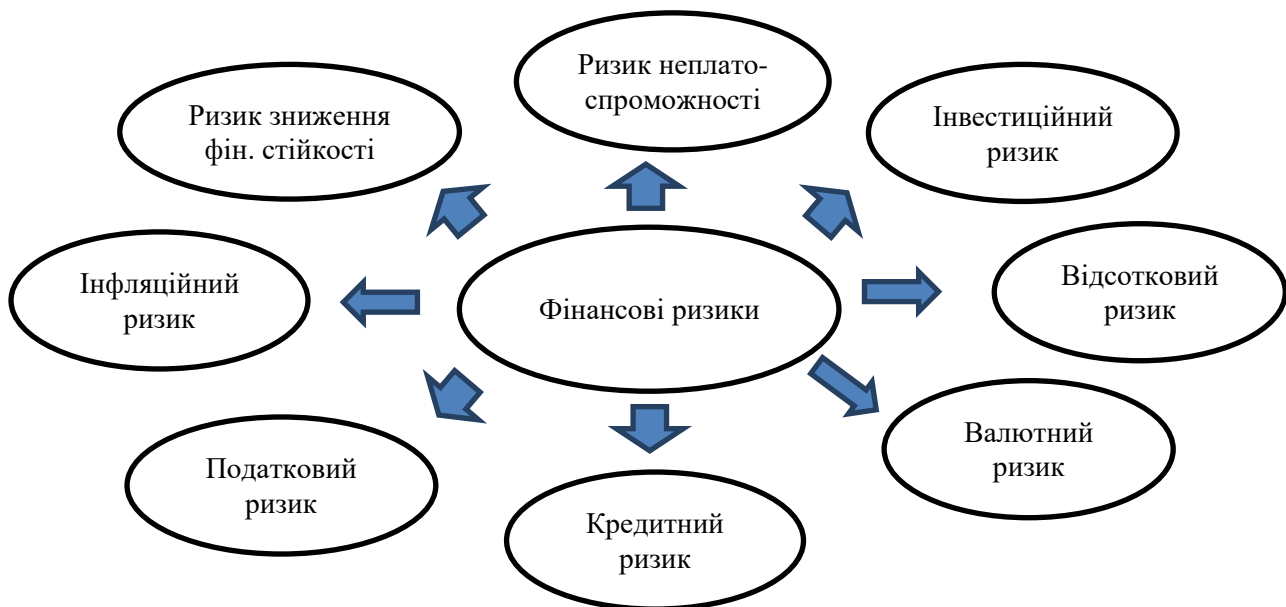 Ризик неплато-
спроможності
Ризик зниження
фін. стійкості
Інвестиційний
ризик
Інфляційний
ризик
Фінансові ризики
Відсотковий
ризик
Податковий
ризик
Валютний
ризик
Кредитний
ризик